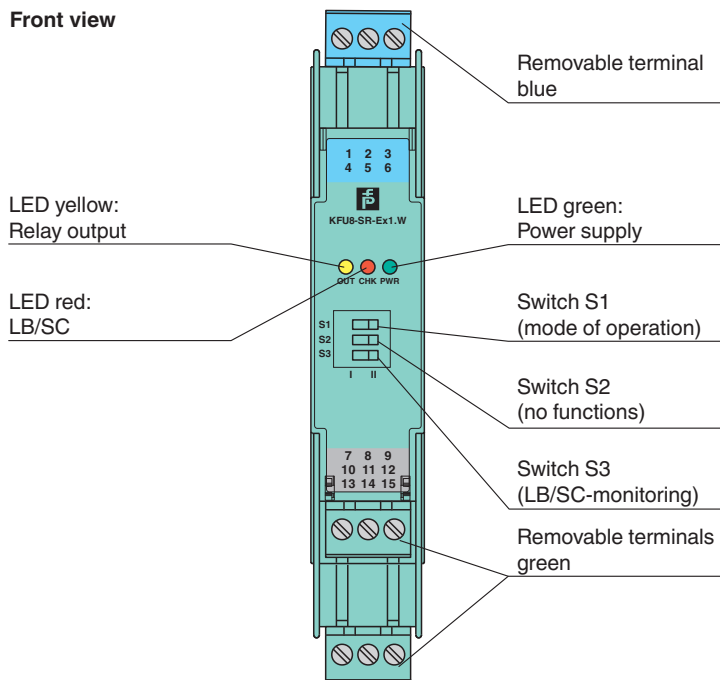 Front view
Removable terminal
blue
1 2 3
4 5 6
KFU8-SR-Ex1.W
LED yellow:
Relay output
LED green:
Power supply
OUT CHK PWR
LED red:
LB/SC
Switch S1
(mode of operation)
S1
S2
S3
I II
Switch S2
(no functions)
7 8 9
10 11 12
13 14 15
Switch S3
(LB/SC-monitoring)
Removable terminals
green